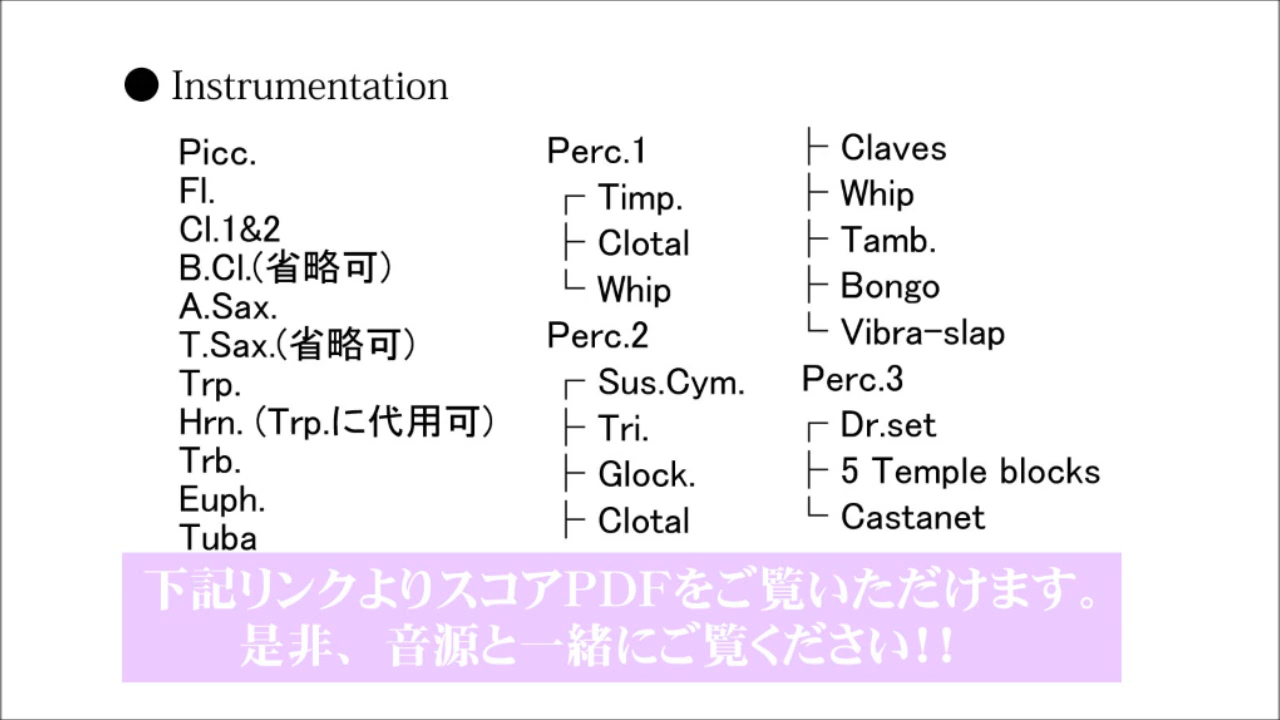 ● Instrumentation
Picc.
Fl.
Cl.1&2
B.Cl.(省略可)
A.Sax.
T.Sax.(省略可)
Trp.
Hrn. (Trp.に代用可)
Trb.
Euph.
Tuba
Perc.1
┌ Timp.
├ Clotal
└ Whip
Perc.2
┌ Sus.Cym.
├ Tri.
├ Glock.
├ Clotal
├ Claves
├ Whip
├ Tamb.
├ Bongo
└ Vibra-slap
Perc.3
┌ Dr.set
├ 5 Temple blocks
└ Castanet
下記リンクよりスコアPDFをご覧いただけます。
是非、音源と一緒にご覧ください!!